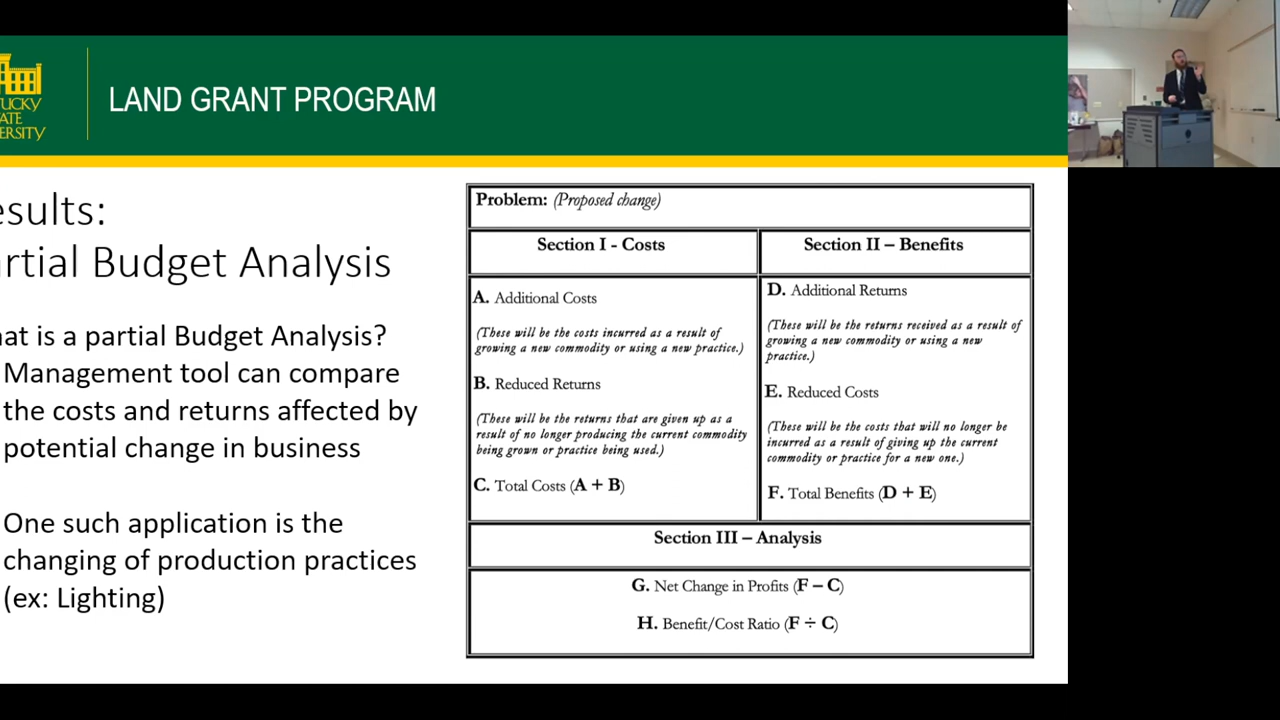 UCKY
ATE
ERSITY
LAND GRANT PROGRAM
esults:
artial Budget Analysis
hat is a partial Budget Analysis?
Management tool can compare
the costs and returns affected by
potential change in business
One such application is the
changing of production practices
(ex: Lighting)
Problem: (Proposed change)
Section I - Costs
Section II – Benefits
A. Additional Costs
(These will be the costs incurred as a result of
growing a new commodity or using a new practice.)
B. Reduced Returns
(These will be the returns that are given up as a
result of no longer producing the current commodity
being grown or practice being used.)
C. Total Costs (A + B)
D. Additional Returns
(These will be the returns received as a result of
growing a new commodity or using a new
practice.)
E. Reduced Costs
(These will be the costs that will no longer be
incurred as a result of giving up the current
commodity or practice for a new one.)
F. Total Benefits (D + E)
Section III – Analysis
G. Net Change in Profits (F – C)
H. Benefit/Cost Ratio (F ÷ C)